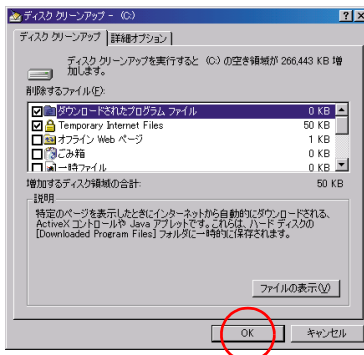 ディスク クリーンアップ - (C:)
ディスク クリーンアップ 詳細オプション
ディスク クリーンアップを実行すると (C:) の空き領域が 266,443 KB 増
加します。
削除するファイル(F):
ダウンロードされたプログラム ファイル 0 KB
Temporary Internet Files 50 KB
オフライン Web ページ 1 KB
ごみ箱 0 KB
一時ファイル 0 KB
増加するディスク領域の合計: 50 KB
説明
特定のページを表示したときにインターネットから自動的にダウンロードされる、
ActiveX コントロールや Java アプレットです。これらは、ハード ディスクの
[Downloaded Program Files] フォルダに一時的に保存されます。
ファイルの表示(V)
OK キャンセル